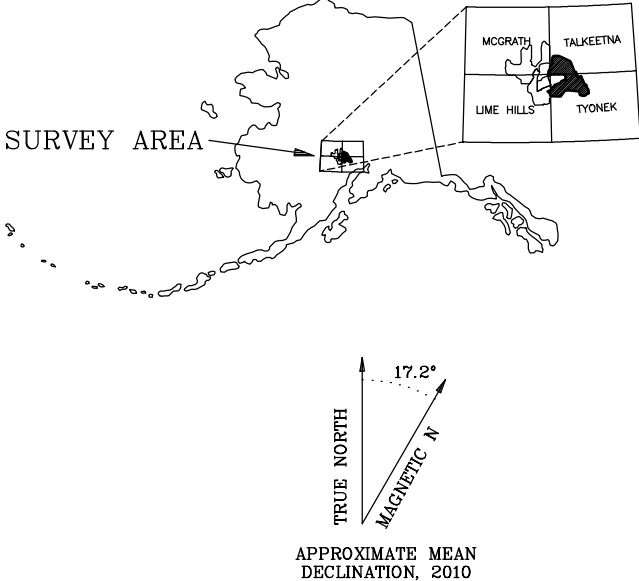 MCGRATH
TALKEETNA
LIME HILLS
TYONEK
SURVEY AREA
17.2°
TRUE NORTH
MAGNETIC N
APPROXIMATE MEAN
DECLINATION, 2010